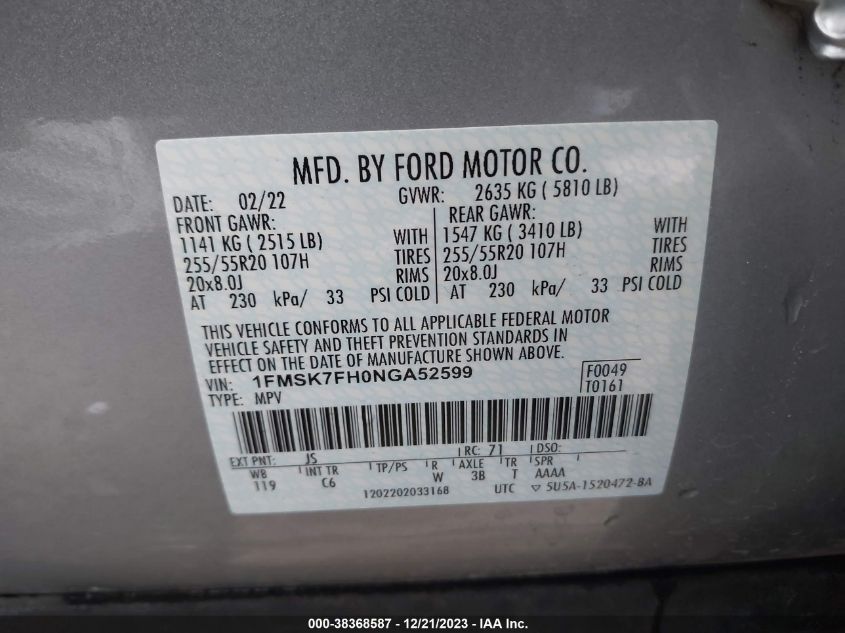 MFD. BY FORD MOTOR CO.
DATE: 02/22 GVWR: 2635 KG ( 5810 LB)
FRONT GAWR: REAR GAWR:
1141 KG ( 2515 LB) WITH 1547 KG ( 3410 LB) WITH
255/55R20 107H TIRES 255/55R20 107H TIRES
20x8.0J RIMS 20x8.0J RIMS
AT 230 kPa/ 33 PSI COLD AT 230 kPa/ 33 PSI COLD
THIS VEHICLE CONFORMS TO ALL APPLICABLE FEDERAL MOTOR
VEHICLE SAFETY AND THEFT PREVENTION STANDARDS IN
EFFECT ON THE DATE OF MANUFACTURE SHOWN ABOVE.
VIN: 1FMSK7FH0NGA52599 F0049
TYPE: MPV T0161
EXT PNT: JS RC: 71 DSO:
WB INT TR TP/PS R AXLE TR SPR
119 C6 W 3B T AAAA
1202202033168 UTC ▽ 5U5A-1520472-BA
000-38368587 - 12/21/2023 - IAA Inc.